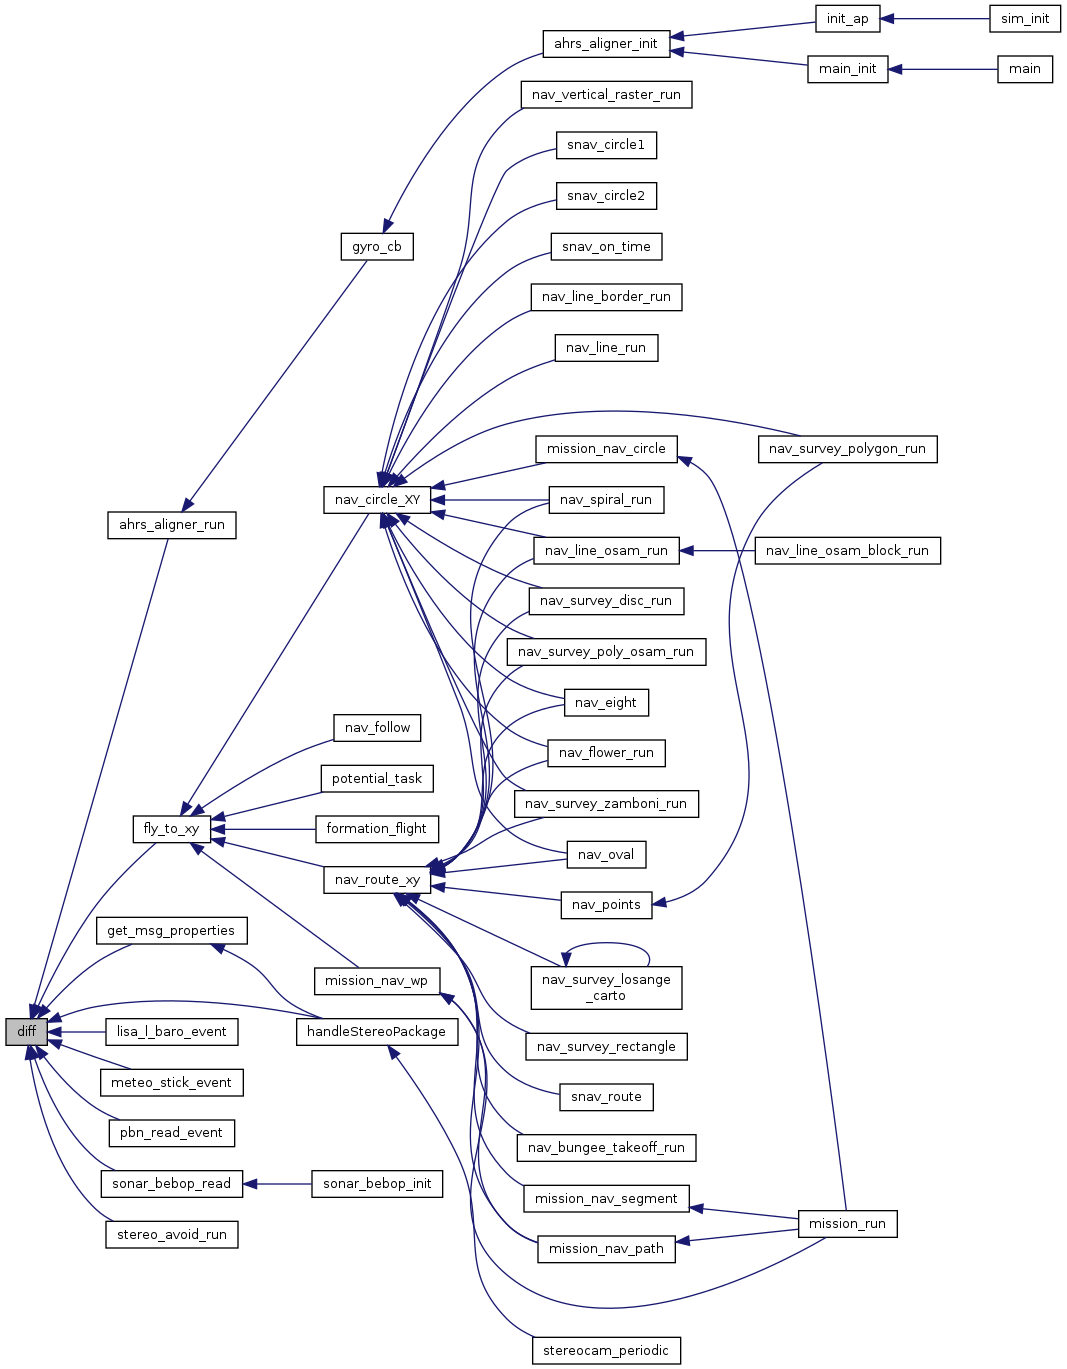 init_ap
sim_init
ahrs_aligner_init
main_init
main
nav_vertical_raster_run
snav_circle1
snav_circle2
gyro_cb
snav_on_time
nav_line_border_run
nav_line_run
mission_nav_circle
nav_survey_polygon_run
nav_circle_XY
nav_spiral_run
ahrs_aligner_run
nav_line_osam_run
nav_line_osam_block_run
nav_survey_disc_run
nav_survey_poly_osam_run
nav_eight
nav_follow
nav_flower_run
potential_task
nav_survey_zamboni_run
fly_to_xy
formation_flight
nav_oval
nav_route_xy
nav_points
get_msg_properties
mission_nav_wp
nav_survey_losange
_carto
diff
lisa_l_baro_event
handleStereoPackage
nav_survey_rectangle
meteo_stick_event
snav_route
pbn_read_event
nav_bungee_takeoff_run
sonar_bebop_read
sonar_bebop_init
mission_nav_segment
mission_run
stereo_avoid_run
mission_nav_path
stereocam_periodic